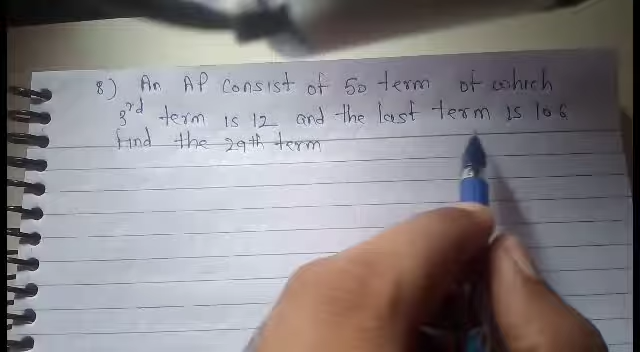 8) An AP consist of 50 term of which
3rd term is 12 and the last term is 106
find the 29th term